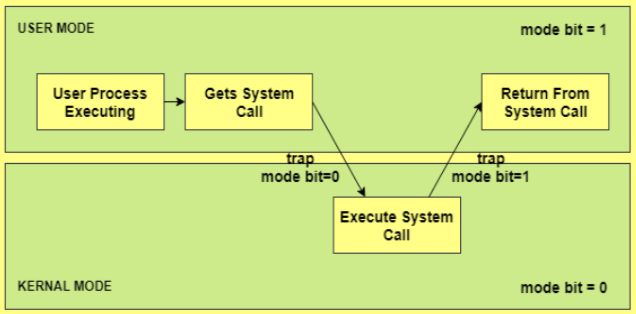 USER MODE
mode bit = 1
User Process
Executing
Gets System
Call
Return From
System Call
trap
mode bit=0
trap
mode bit=1
Execute System
Call
KERNAL MODE
mode bit = 0